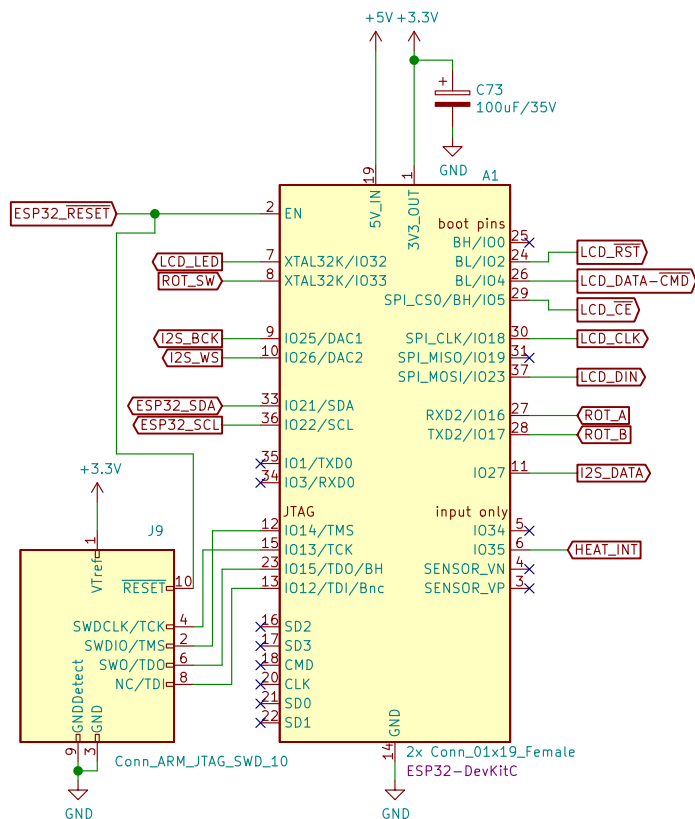 +5V +3.3V
C73
100uF/35V
GND
A1
19
1
5V_IN
3V3_OUT
ESP32_RESET
2
EN
boot pins
BH/IO0
25
BL/IO2
24
LCD_RST
LCD_LED
7
XTAL32K/IO32
BL/IO4
26
LCD_DATA-CMD
ROT_SW
8
XTAL32K/IO33
SPI_CS0/BH/IO5
29
LCD_CE
I2S_BCK
9
IO25/DAC1
SPI_CLK/IO18
30
LCD_CLK
I2S_WS
10
IO26/DAC2
SPI_MISO/IO19
31
SPI_MOSI/IO23
37
LCD_DIN
ESP32_SDA
33
IO21/SDA
RXD2/IO16
27
ROT_A
ESP32_SCL
36
IO22/SCL
TXD2/IO17
28
ROT_B
35
IO1/TXD0
IO27
11
I2S_DATA
34
IO3/RXD0
JTAG
input only
12
IO14/TMS
IO34
5
15
IO13/TCK
IO35
6
HEAT_INT
23
IO15/TDO/BH
SENSOR_VN
4
13
IO12/TDI/Bnc
SENSOR_VP
3
16
SD2
17
SD3
18
CMD
20
CLK
21
SD0
22
SD1
GND
14
GND
2x Conn_01x19_Female
ESP32-DevKitC
+3.3V
J9
1
VTref
RESET
10
SWDCLK/TCK
4
SWDIO/TMS
2
SWO/TDO
6
NC/TDI
8
GNDDetect
GND
9
3
Conn_ARM_JTAG_SWD_10
GND